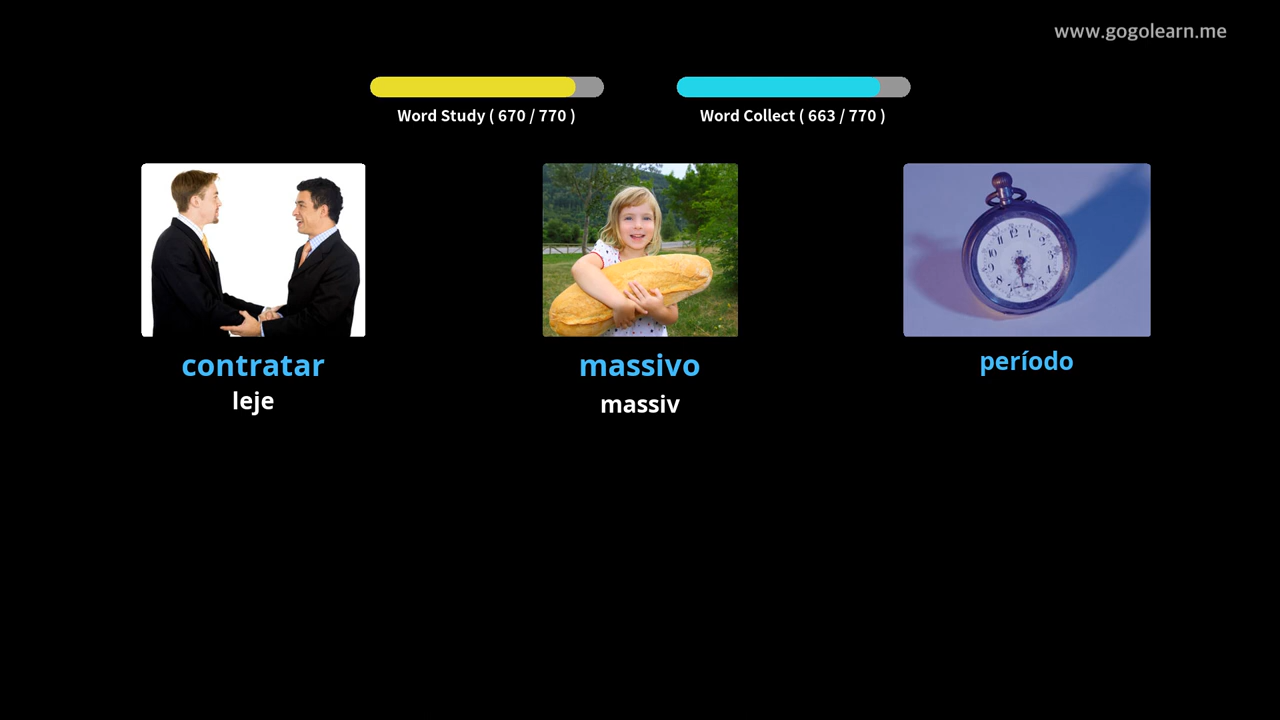 www.gogolearn.me
Word Study ( 670 / 770 )
Word Collect ( 663 / 770 )
contratar
leje
massivo
massiv
período